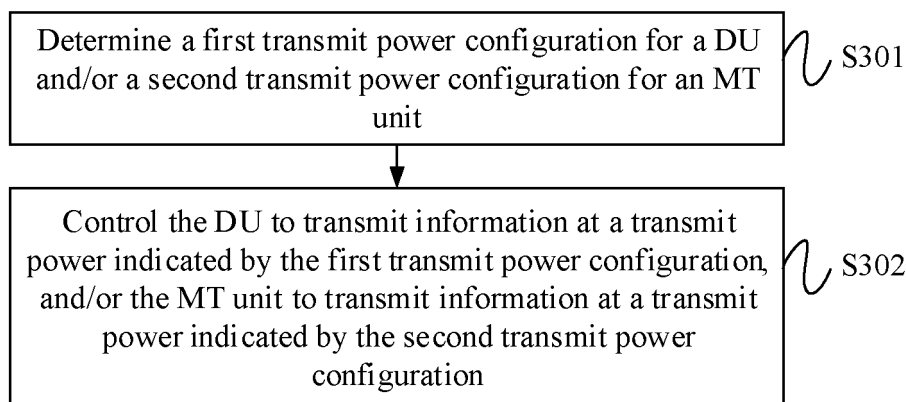 Determine a first transmit power configuration for a DU
and/or a second transmit power configuration for an MT
unit
S301
Control the DU to transmit information at a transmit
power indicated by the first transmit power configuration,
and/or the MT unit to transmit information at a transmit
power indicated by the second transmit power
configuration
S302